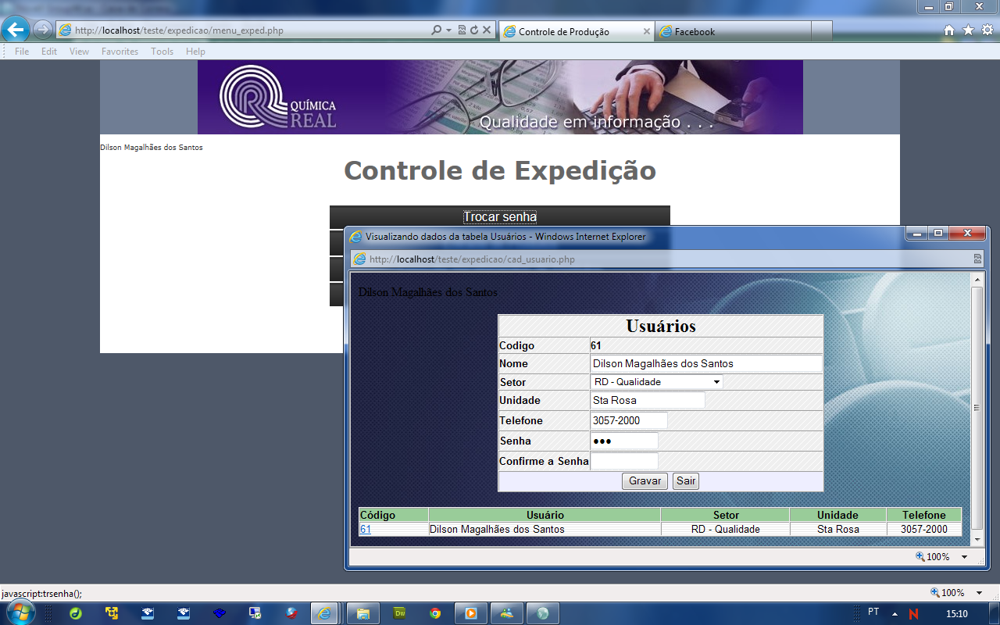 http://localhost/teste/expedicao/menu_exped.php
Controle de Produção
Facebook
File Edit View Favorites Tools Help
QUÍMICA
REAL
Qualidade em informação . . .
Dilson Magalhães dos Santos
Controle de Expedição
Trocar senha
Visualizando dados da tabela Usuários - Windows Internet Explorer
http://localhost/teste/expedicao/cad_usuario.php
Dilson Magalhães dos Santos
Usuários
Codigo 61
Nome Dilson Magalhães dos Santos
Setor RD - Qualidade
Unidade Sta Rosa
Telefone 3057-2000
Senha •••
Confirme a Senha
Gravar Sair
Código Usuário Setor Unidade Telefone
61 Dilson Magalhães dos Santos RD - Qualidade Sta Rosa 3057-2000
100%
javascript:trsenha();
100%
Dw
PT
N
15:10